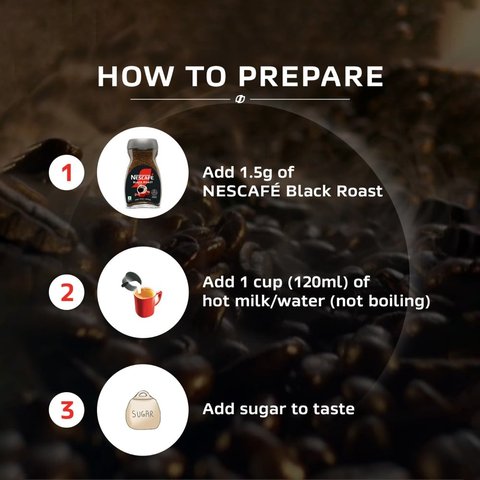 HOW TO PREPARE
1
NESCAFÉ
Add 1.5g of
NESCAFÉ Black Roast
2
Add 1 cup (120ml) of
hot milk/water (not boiling)
3
SUGAR
Add sugar to taste